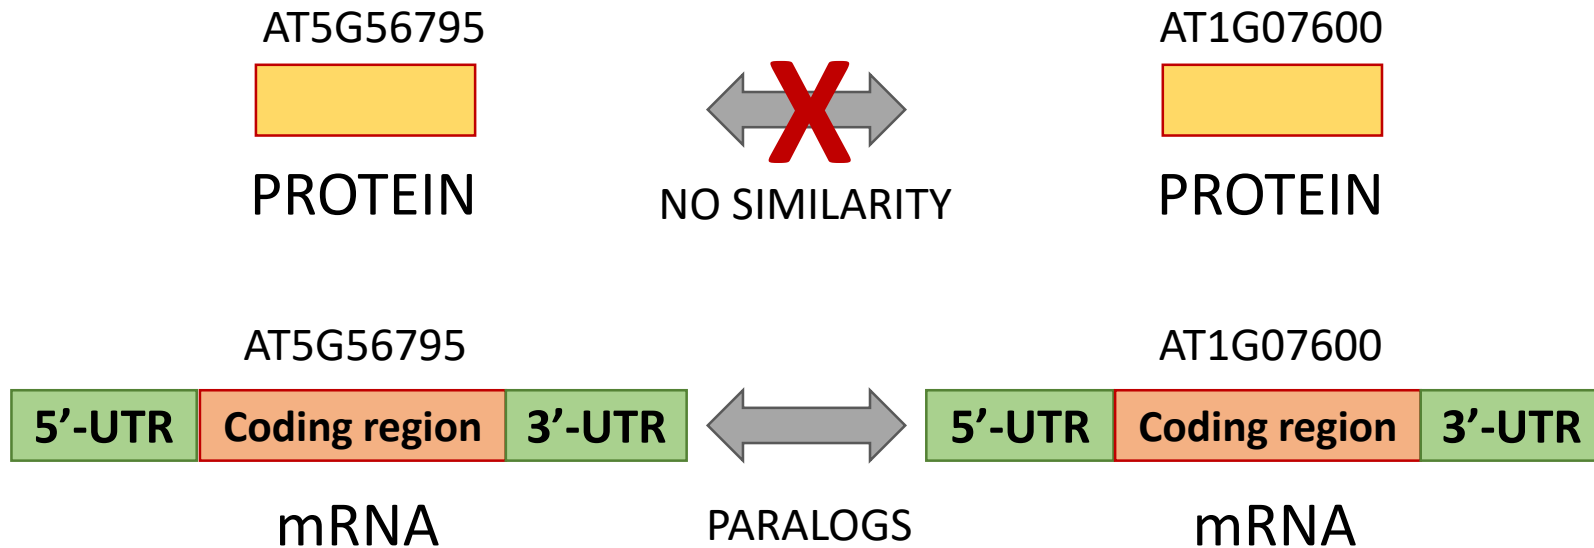 AT5G56795
AT1G07600
X
PROTEIN
NO SIMILARITY
PROTEIN
AT5G56795
AT1G07600
5’-UTR
Coding region
3’-UTR
5’-UTR
Coding region
3’-UTR
mRNA
PARALOGS
mRNA